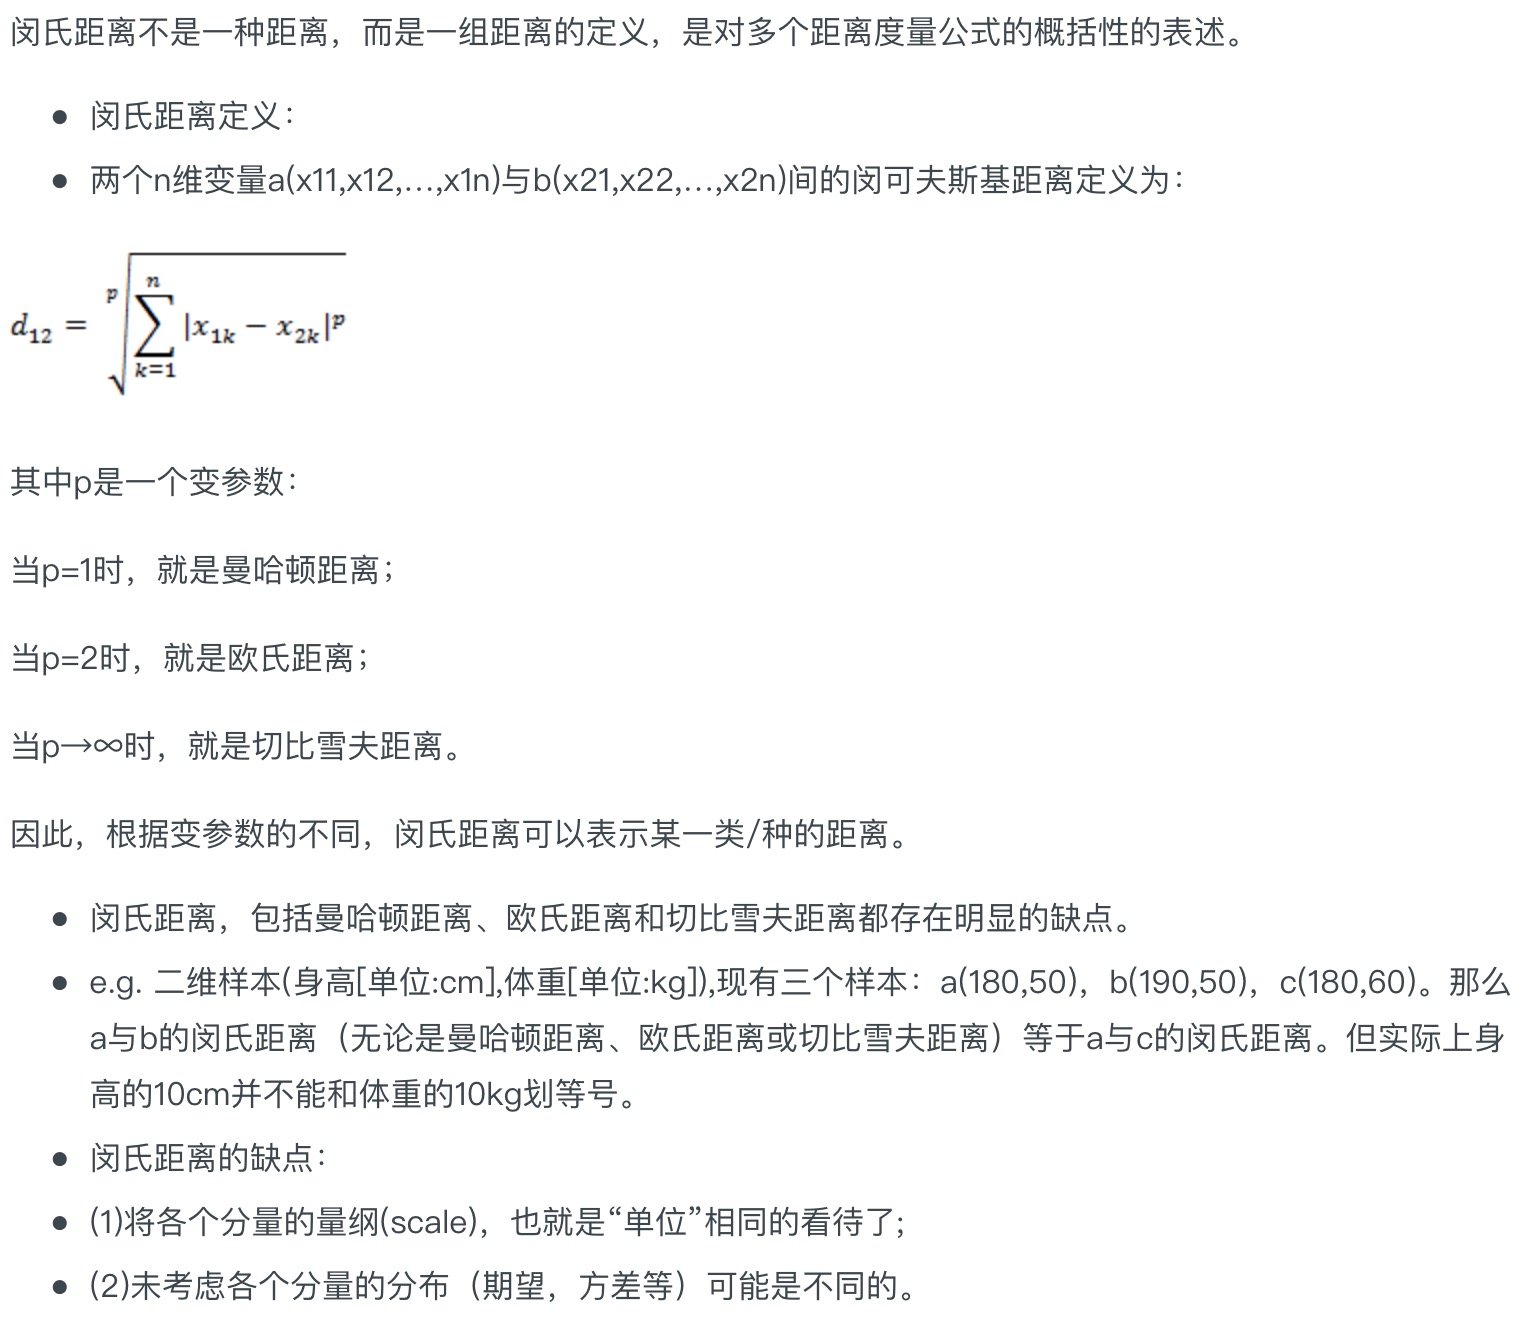 闵氏距离不是一种距离，而是一组距离的定义，是对多个距离度量公式的概括性的表述。
● 闵氏距离定义：
● 两个n维变量a(x11,x12,…,x1n)与b(x21,x22,…,x2n)间的闵可夫斯基距离定义为：
d₁₂ = ᵖ√(∑ₖ₌₁ⁿ |x₁ₖ − x₂ₖ|ᵖ)
其中p是一个变参数：
当p=1时，就是曼哈顿距离；
当p=2时，就是欧氏距离；
当p→∞时，就是切比雪夫距离。
因此，根据变参数的不同，闵氏距离可以表示某一类/种的距离。
● 闵氏距离，包括曼哈顿距离、欧氏距离和切比雪夫距离都存在明显的缺点。
● e.g. 二维样本(身高[单位:cm],体重[单位:kg]),现有三个样本：a(180,50)，b(190,50)，c(180,60)。那么
a与b的闵氏距离（无论是曼哈顿距离、欧氏距离或切比雪夫距离）等于a与c的闵氏距离。但实际上身
高的10cm并不能和体重的10kg划等号。
● 闵氏距离的缺点：
● (1)将各个分量的量纲(scale)，也就是“单位”相同的看待了;
● (2)未考虑各个分量的分布（期望，方差等）可能是不同的。